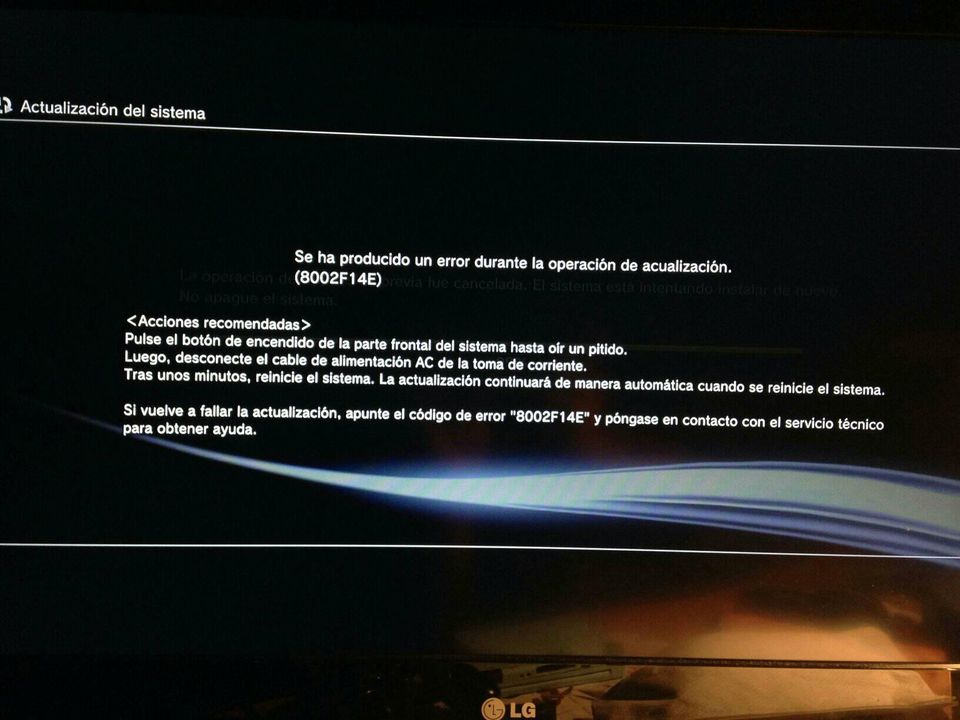 Actualización del sistema
Se ha producido un error durante la operación de acualización.
(8002F14E)
La operación de previa fue cancelada. El sistema está intentando instalar de nuevo.
No apague el sistema.
<Acciones recomendadas>
Pulse el botón de encendido de la parte frontal del sistema hasta oír un pitido.
Luego, desconecte el cable de alimentación AC de la toma de corriente.
Tras unos minutos, reinicie el sistema. La actualización continuará de manera automática cuando se reinicie el sistema.
Si vuelve a fallar la actualización, apunte el código de error "8002F14E" y póngase en contacto con el servicio técnico
para obtener ayuda.
LG